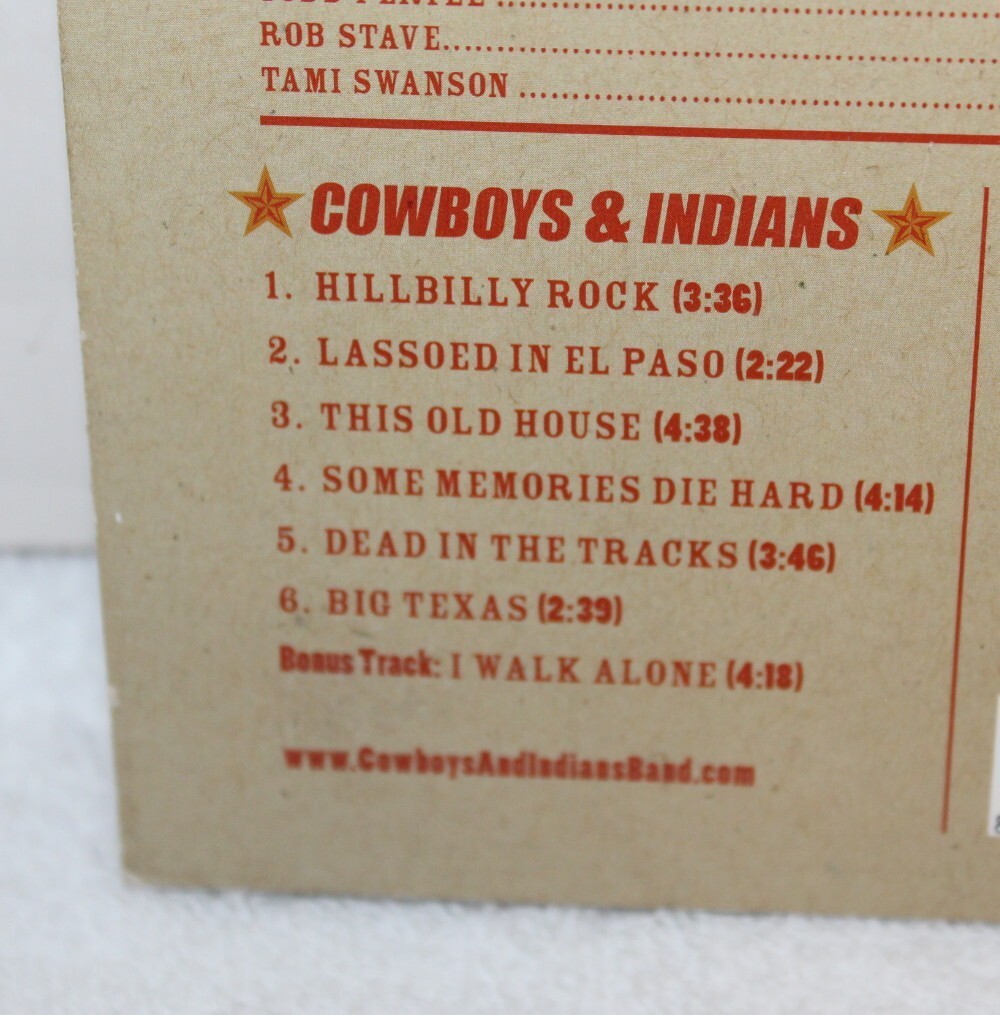 ROB STAVE
TAMI SWANSON
COWBOYS & INDIANS
1. HILLBILLY ROCK (3:36)
2. LASSOED IN EL PASO (2:22)
3. THIS OLD HOUSE (4:38)
4. SOME MEMORIES DIE HARD (4:14)
5. DEAD IN THE TRACKS (3:46)
6. BIG TEXAS (2:39)
Bonus Track: I WALK ALONE (4:18)
www.CowboysAndIndiansBand.com